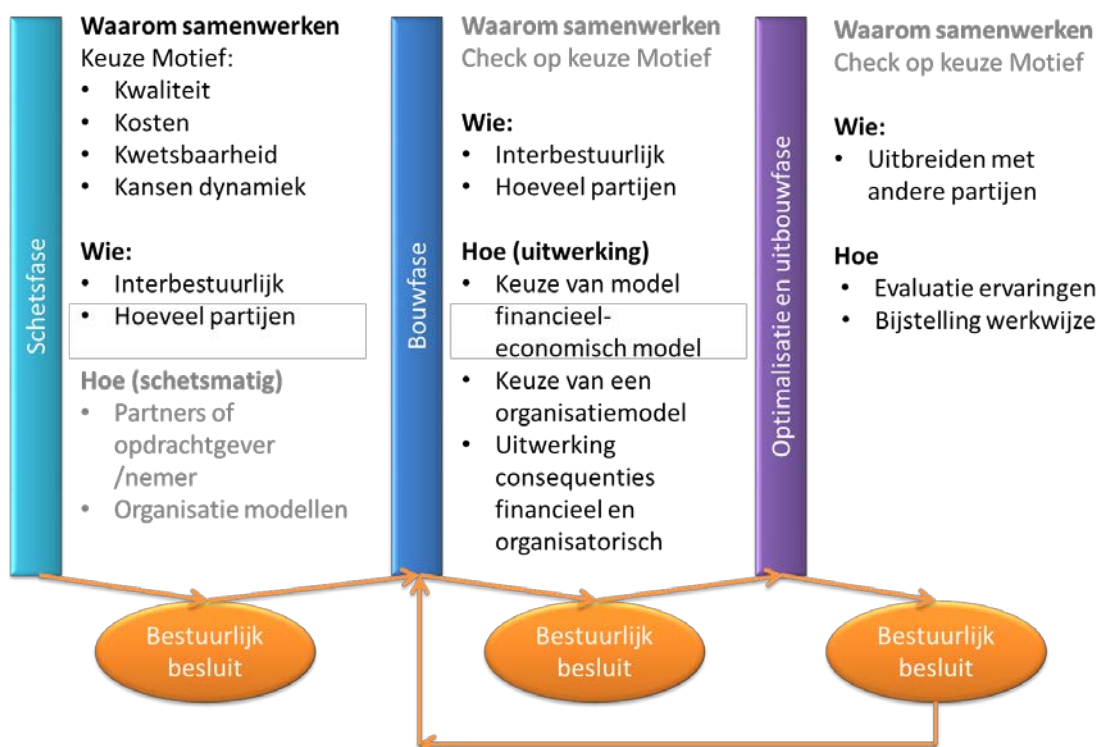 Schetsfase
Waarom samenwerken
Keuze Motief:
• Kwaliteit
• Kosten
• Kwetsbaarheid
• Kansen dynamiek
Wie:
• Interbestuurlijk
• Hoeveel partijen
Hoe (schetsmatig)
• Partners of
opdrachtgever
/nemer
• Organisatie modellen
Bouwfase
Waarom samenwerken
Check op keuze Motief
Wie:
• Interbestuurlijk
• Hoeveel partijen
Hoe (uitwerking)
• Keuze van model
financieel-
economisch model
• Keuze van een
organisatiemodel
• Uitwerking
consequenties
financieel en
organisatorisch
Optimalisatie en uitbouwfase
Waarom samenwerken
Check op keuze Motief
Wie:
• Uitbreiden met
andere partijen
Hoe
• Evaluatie ervaringen
• Bijstelling werkwijze
Bestuurlijk
besluit
Bestuurlijk
besluit
Bestuurlijk
besluit